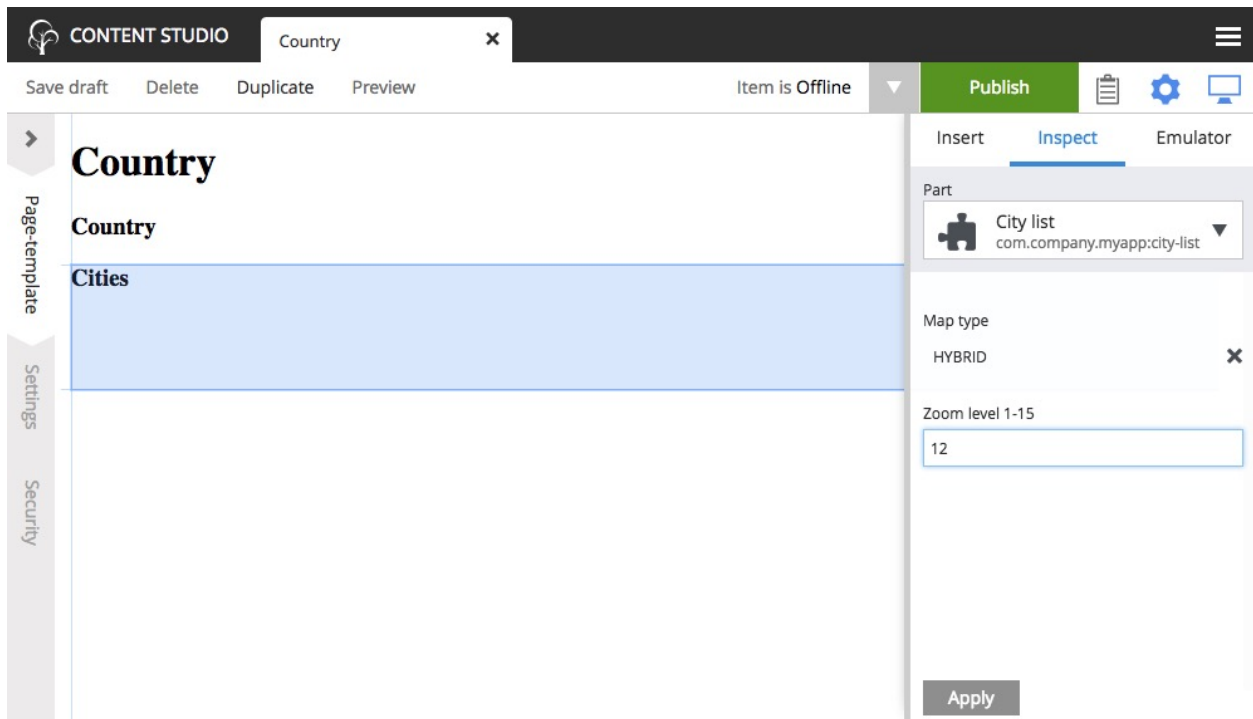 CONTENT STUDIO
Country
Save draft Delete Duplicate Preview Item is Offline Publish
Insert Inspect Emulator
Page-template
Settings
Security
Country
Country
Cities
Part
City list
com.company.myapp:city-list
Map type
HYBRID
Zoom level 1-15
12
Apply